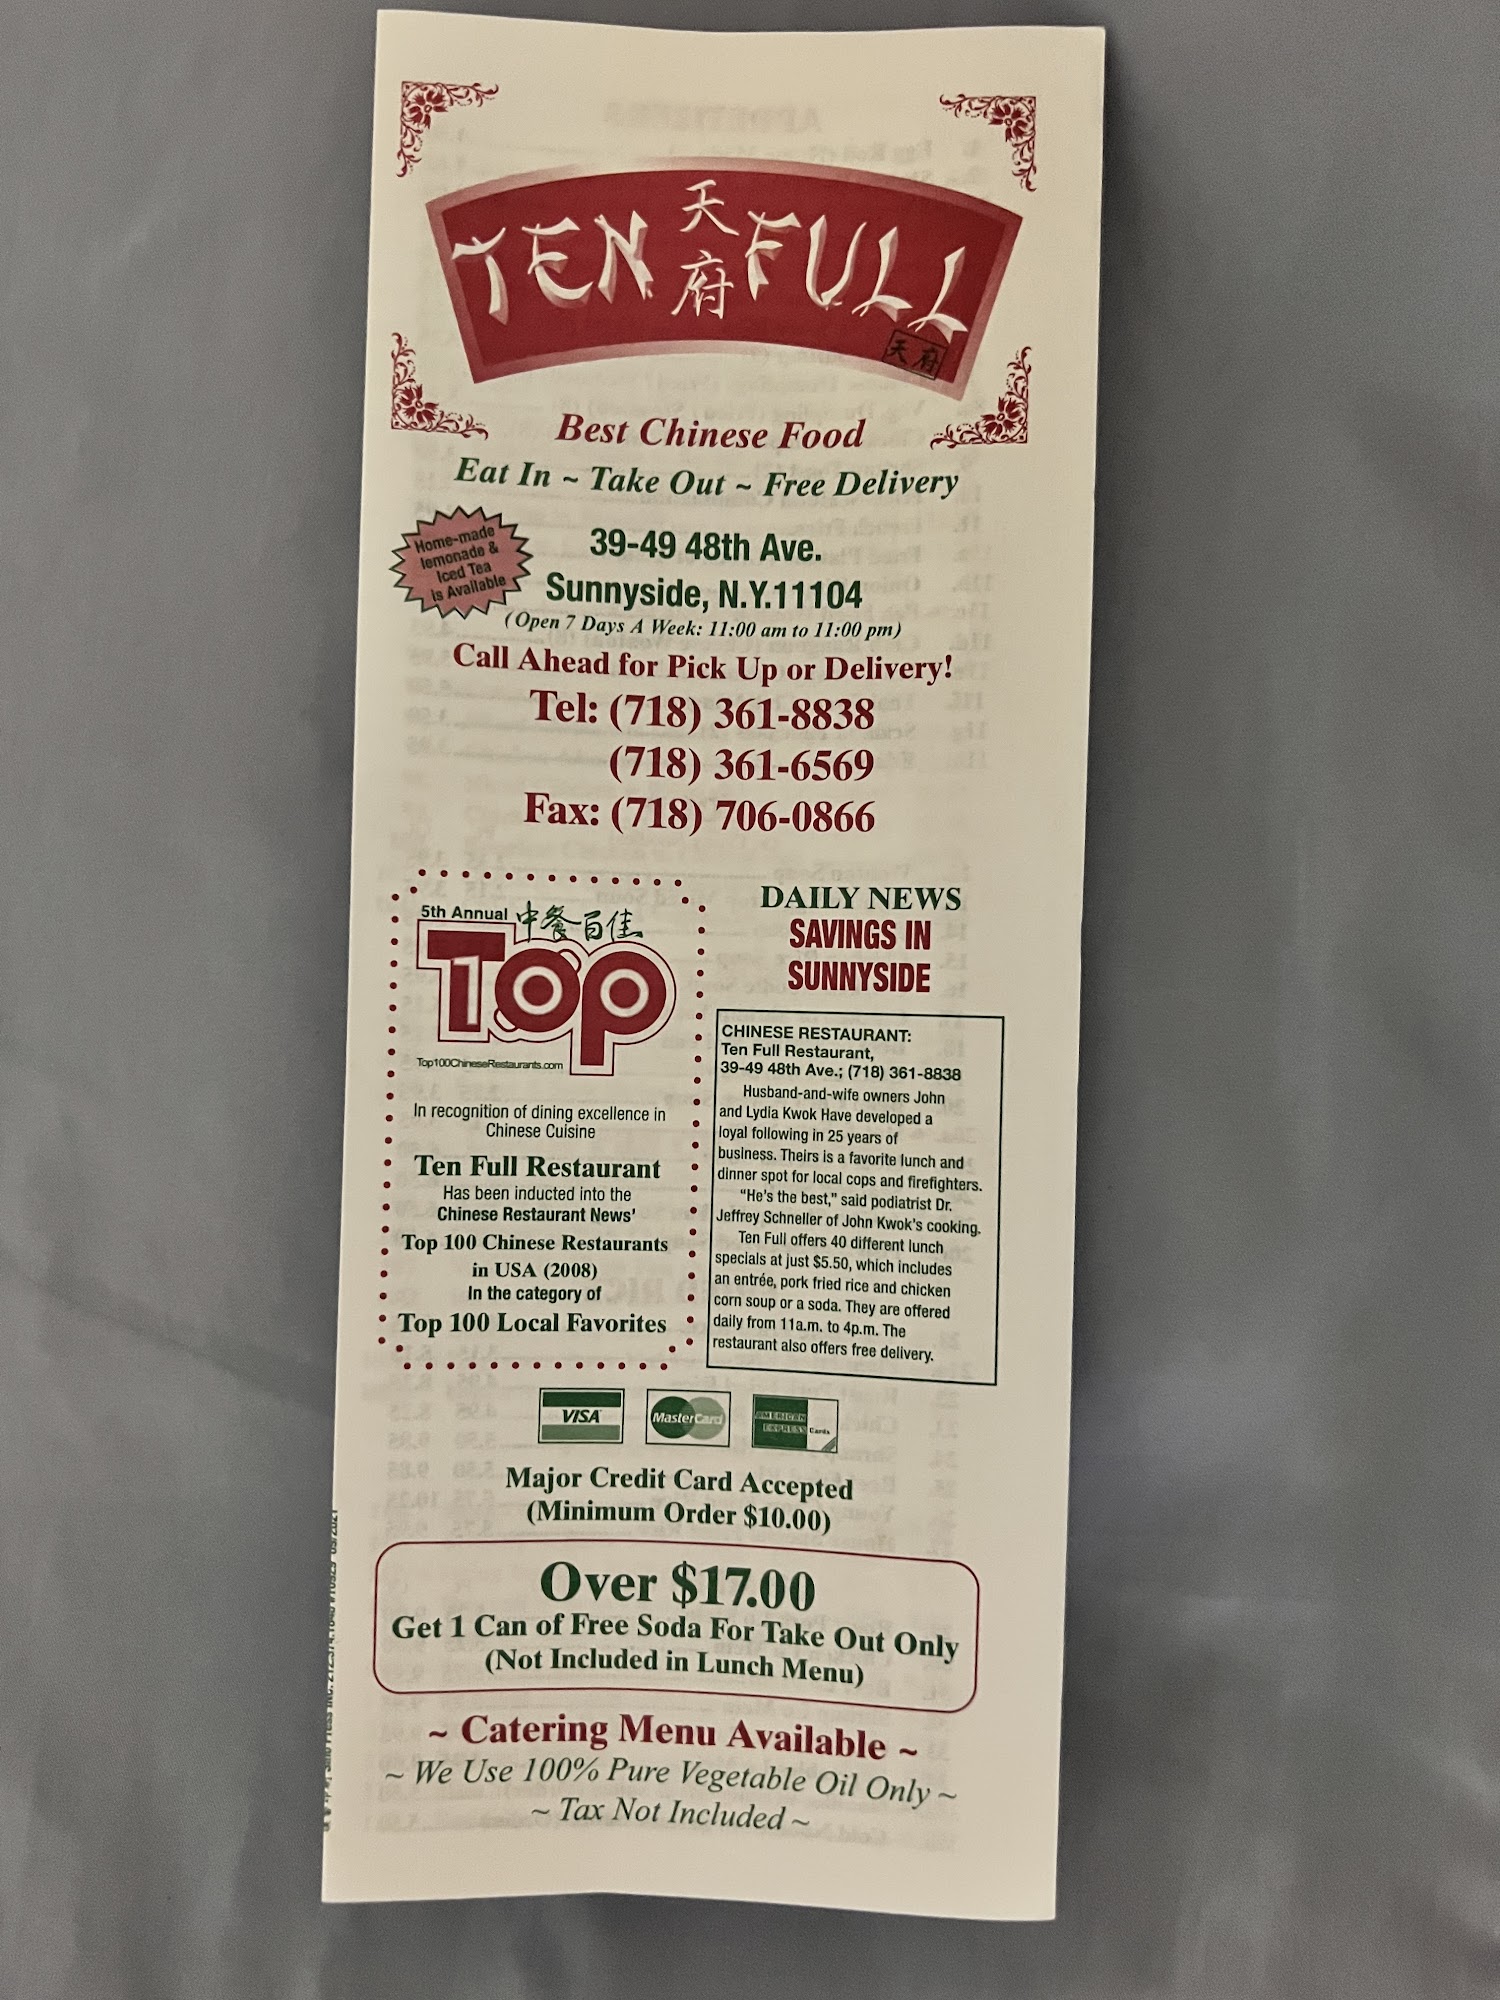 TEN 天府 FULL
天府
Best Chinese Food
Eat In ~ Take Out ~ Free Delivery
Home-made
lemonade &
Iced Tea
is Available
39-49 48th Ave.
Sunnyside, N.Y.11104
(Open 7 Days A Week: 11:00 am to 11:00 pm)
Call Ahead for Pick Up or Delivery!
Tel: (718) 361-8838
(718) 361-6569
Fax: (718) 706-0866
5th Annual 中餐百佳
Top
100
Top100ChineseRestaurants.com
In recognition of dining excellence in
Chinese Cuisine
Ten Full Restaurant
Has been inducted into the
Chinese Restaurant News'
Top 100 Chinese Restaurants
in USA (2008)
In the category of
Top 100 Local Favorites
DAILY NEWS
SAVINGS IN
SUNNYSIDE
CHINESE RESTAURANT:
Ten Full Restaurant,
39-49 48th Ave.; (718) 361-8838
Husband-and-wife owners John
and Lydia Kwok Have developed a
loyal following in 25 years of
business. Theirs is a favorite lunch and
dinner spot for local cops and firefighters.
"He's the best," said podiatrist Dr.
Jeffrey Schneller of John Kwok's cooking.
Ten Full offers 40 different lunch
specials at just $5.50, which includes
an entrée, pork fried rice and chicken
corn soup or a soda. They are offered
daily from 11a.m. to 4p.m. The
restaurant also offers free delivery.
VISA
MasterCard
AMERICAN
EXPRESS Cards
Major Credit Card Accepted
(Minimum Order $10.00)
Over $17.00
Get 1 Can of Free Soda For Take Out Only
(Not Included in Lunch Menu)
~ Catering Menu Available ~
~ We Use 100% Pure Vegetable Oil Only ~
~ Tax Not Included ~